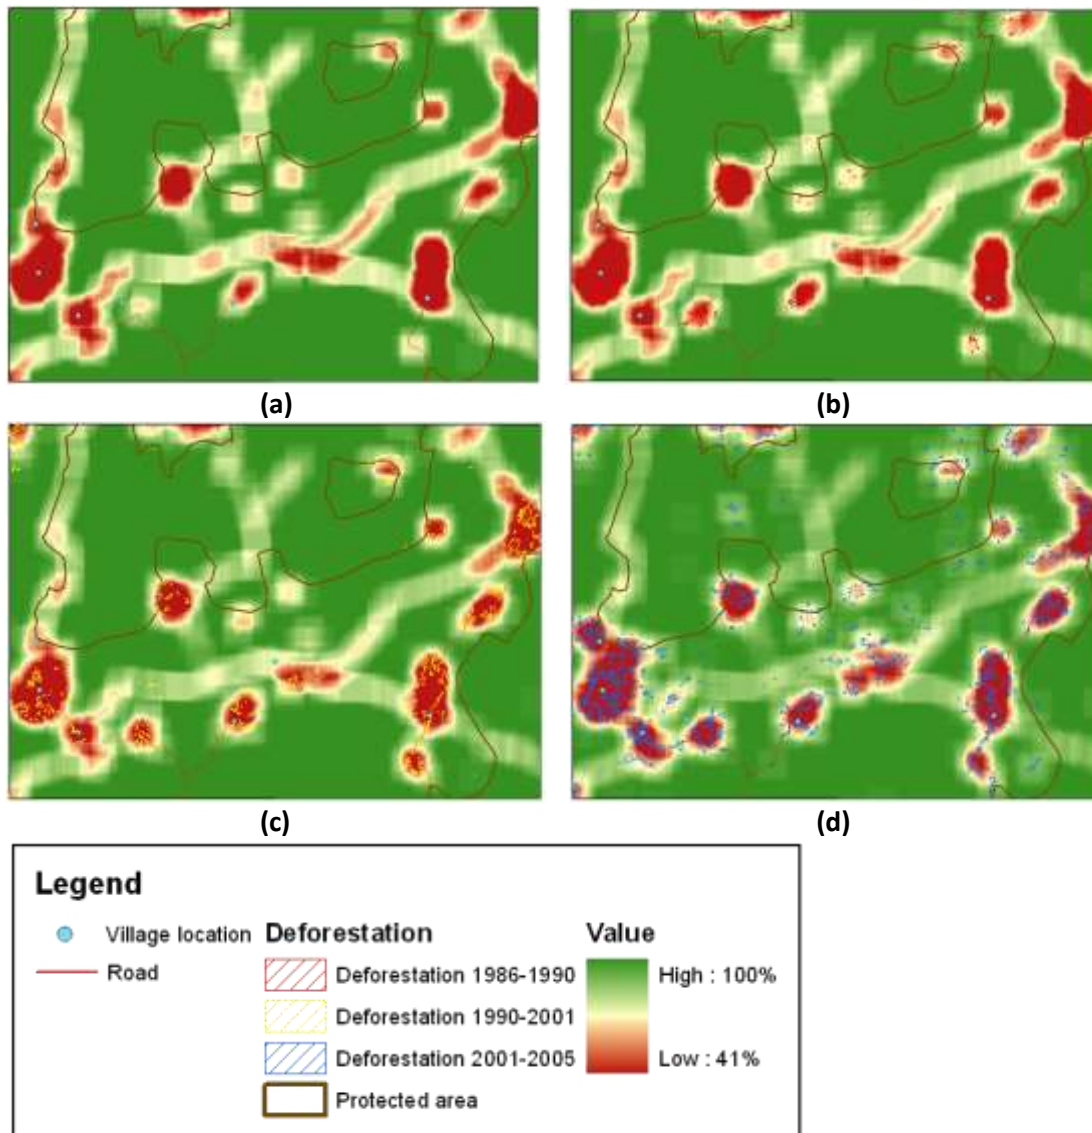 (a) (b)
(c) (d)
Legend
Village location
Road
Deforestation
Deforestation 1986-1990
Deforestation 1990-2001
Deforestation 2001-2005
Protected area
Value
High : 100%
Low : 41%